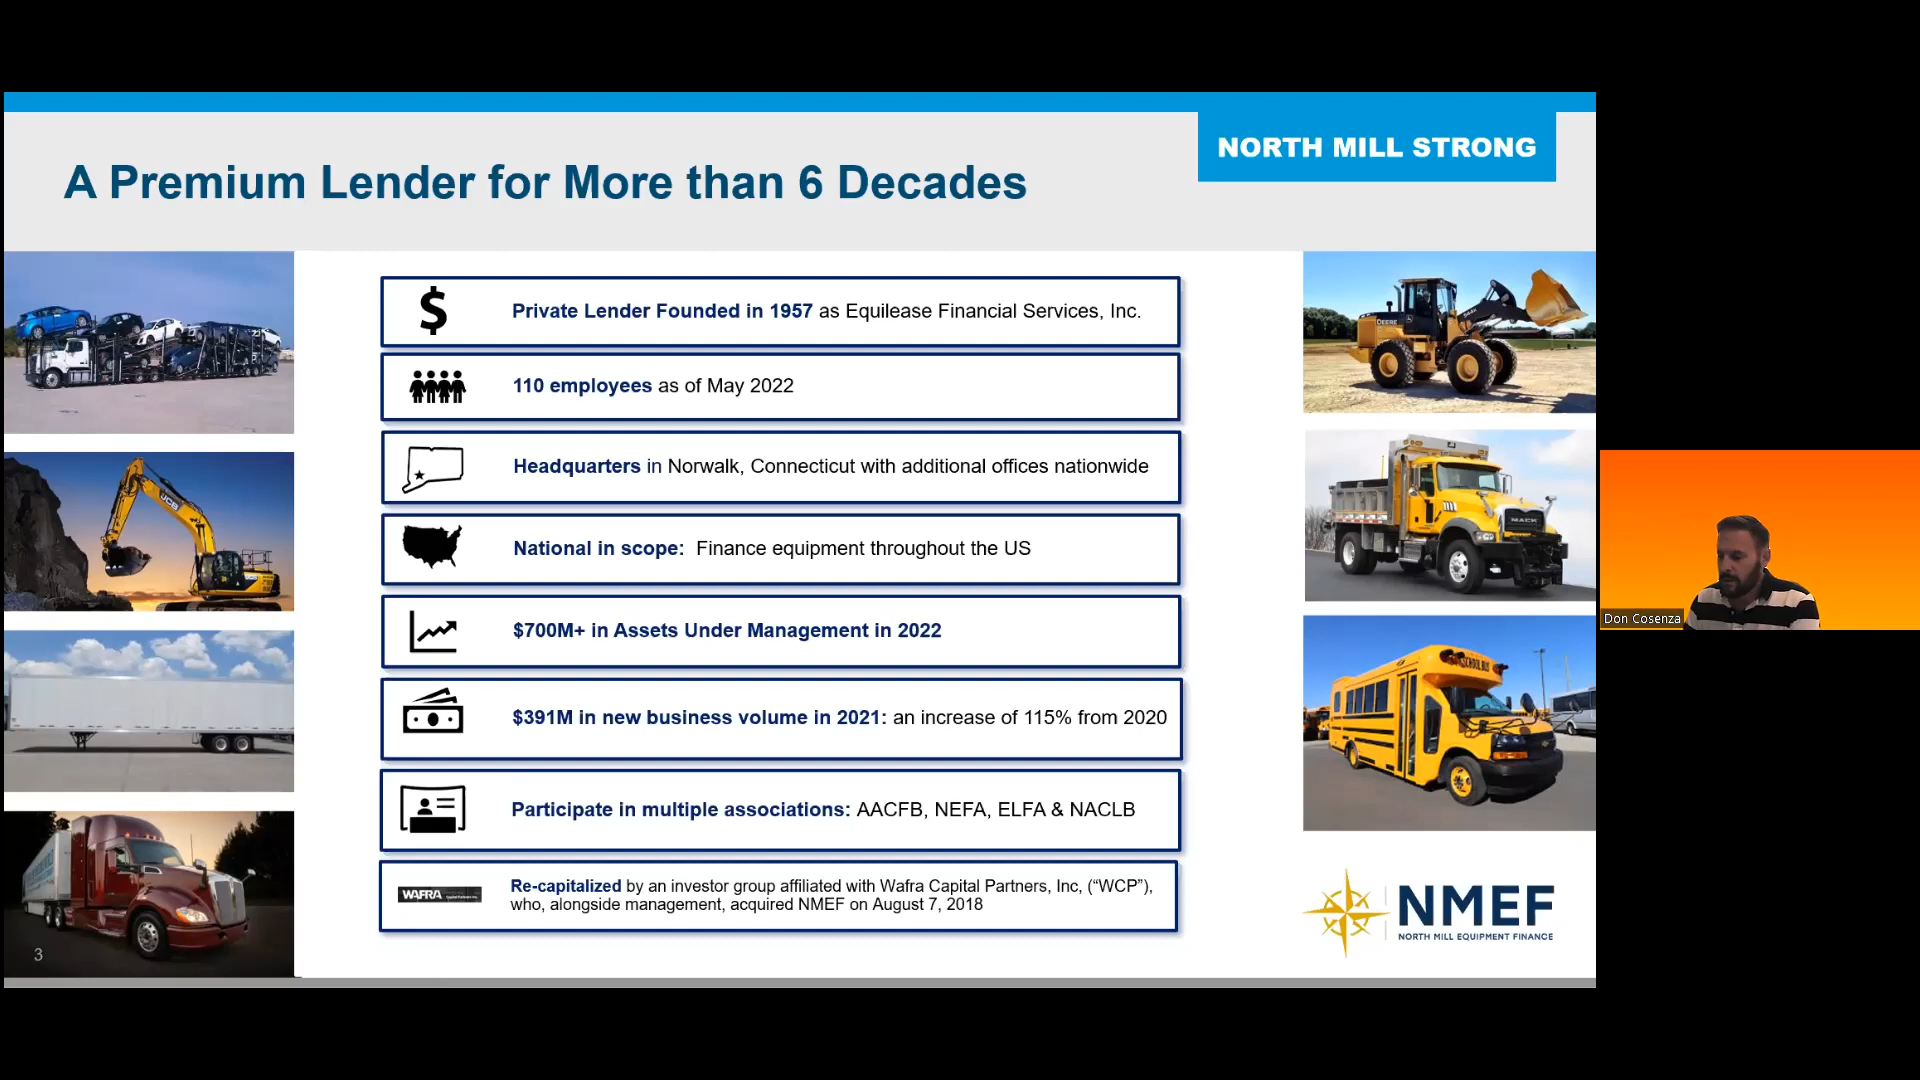 NORTH MILL STRONG
A Premium Lender for More than 6 Decades
Private Lender Founded in 1957 as Equilease Financial Services, Inc.
110 employees as of May 2022
Headquarters in Norwalk, Connecticut with additional offices nationwide
National in scope: Finance equipment throughout the US
$700M+ in Assets Under Management in 2022
$391M in new business volume in 2021: an increase of 115% from 2020
Participate in multiple associations: AACFB, NEFA, ELFA & NACLB
WAFRA
Re-capitalized by an investor group affiliated with Wafra Capital Partners, Inc, (“WCP”),
who, alongside management, acquired NMEF on August 7, 2018
JCB
DEERE
MACK
SCHOOL BUS
NMEF
NORTH MILL EQUIPMENT FINANCE
3
Don Cosenza